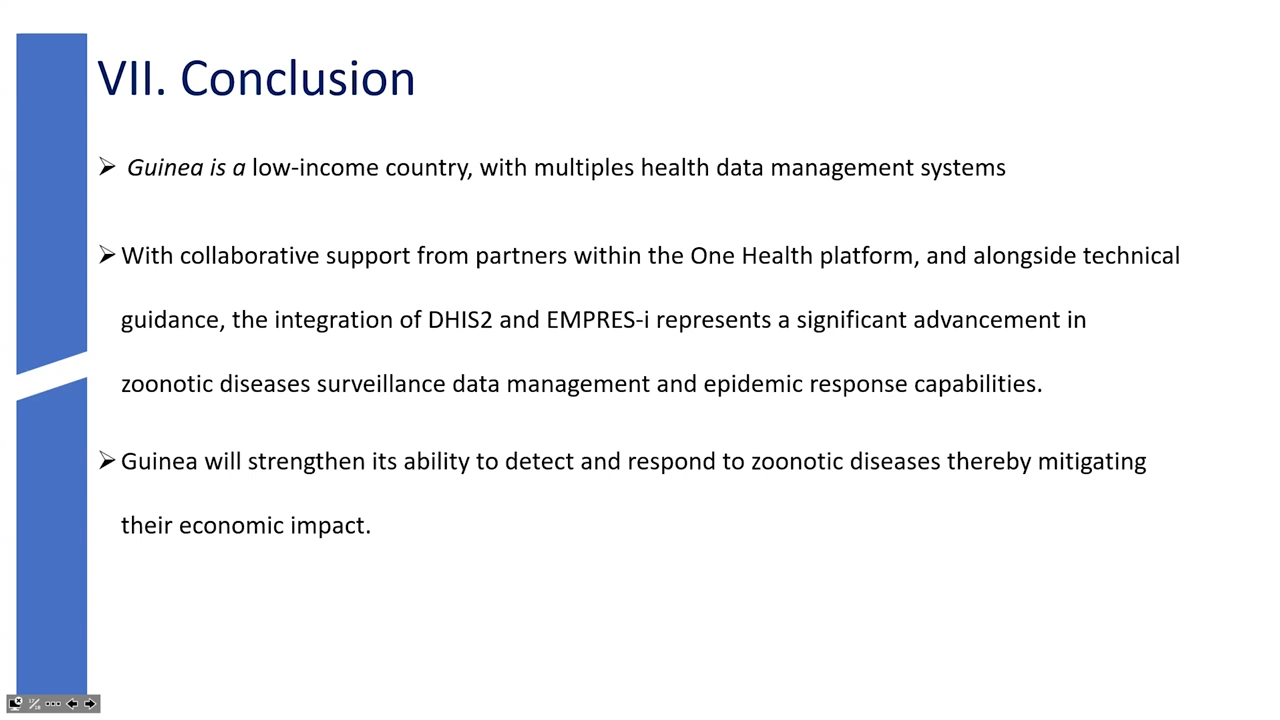 VII. Conclusion
➢ Guinea is a low-income country, with multiples health data management systems
➢ With collaborative support from partners within the One Health platform, and alongside technical
guidance, the integration of DHIS2 and EMPRES-i represents a significant advancement in
zoonotic diseases surveillance data management and epidemic response capabilities.
➢ Guinea will strengthen its ability to detect and respond to zoonotic diseases thereby mitigating
their economic impact.